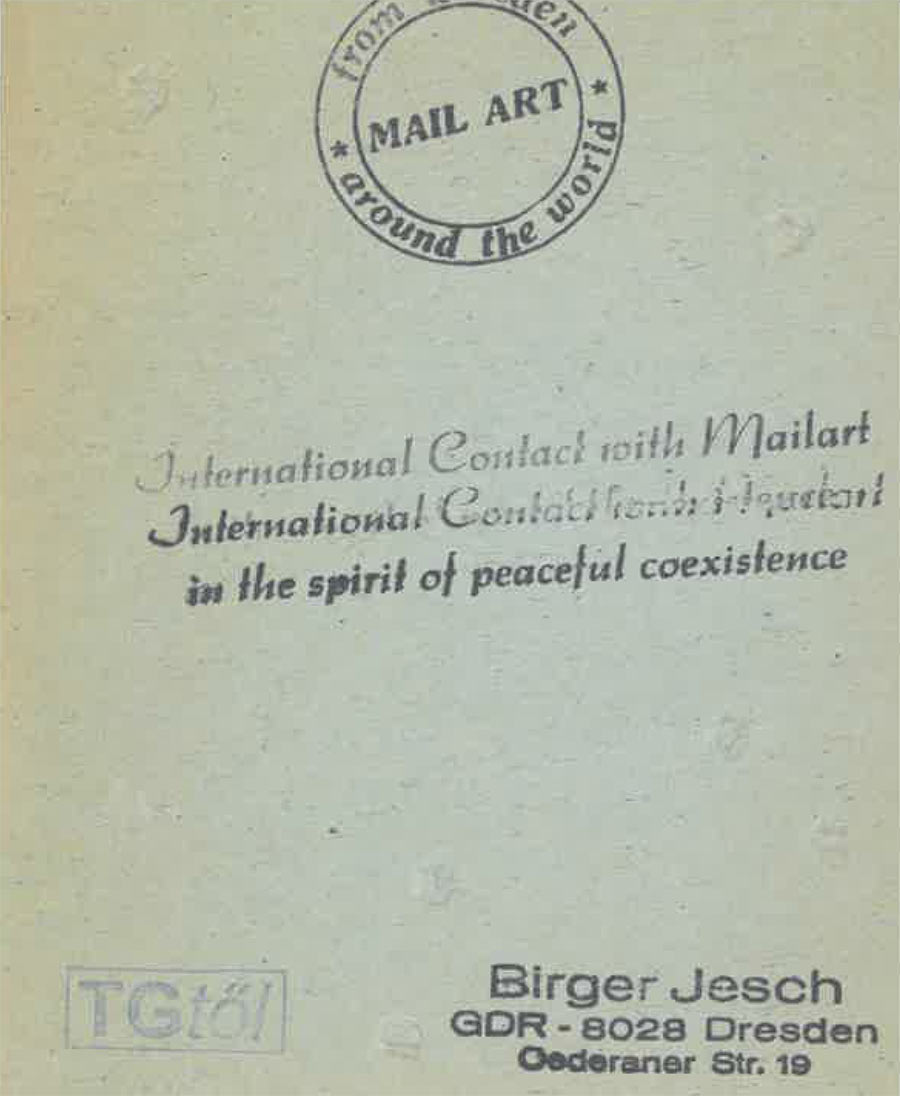 from
MAIL ART
* around the world *
International Contact with Mailart
International Contact
in the spirit of peaceful coexistence
TGtől
Birger Jesch
GDR - 8028 Dresden
Oederaner Str. 19